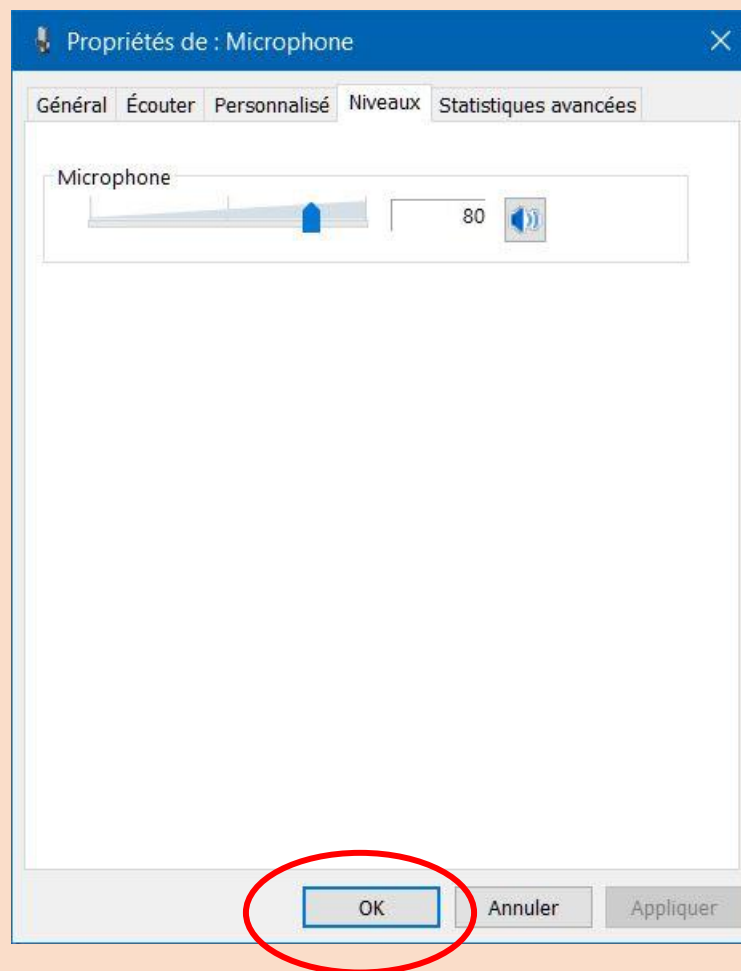 Propriétés de : Microphone
Général Écouter Personnalisé Niveaux Statistiques avancées
Microphone
80
OK Annuler Appliquer